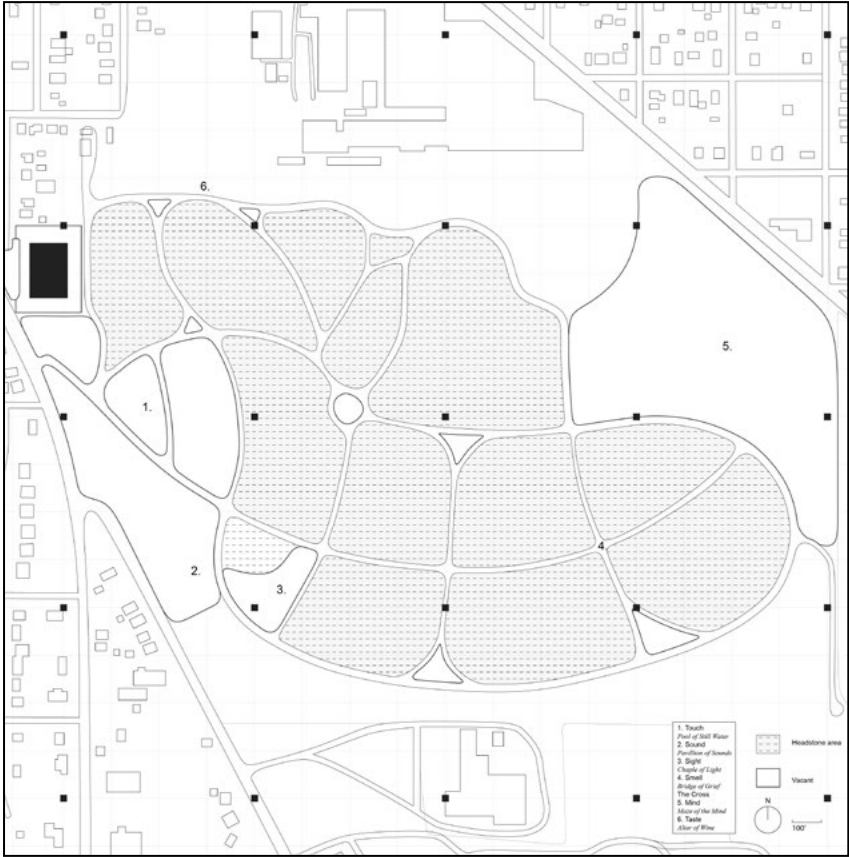 6.
5.
1.
4.
2.
3.
1. Touch
Pool of Still Water
2. Sound
Pavilion of Sounds
3. Sight
Chaple of Light
4. Smell
Bridge of Grief
The Cross
5. Mind
Maze of the Mind
6. Taste
Alter of Wine
Headstone area
Vacant
N
100'